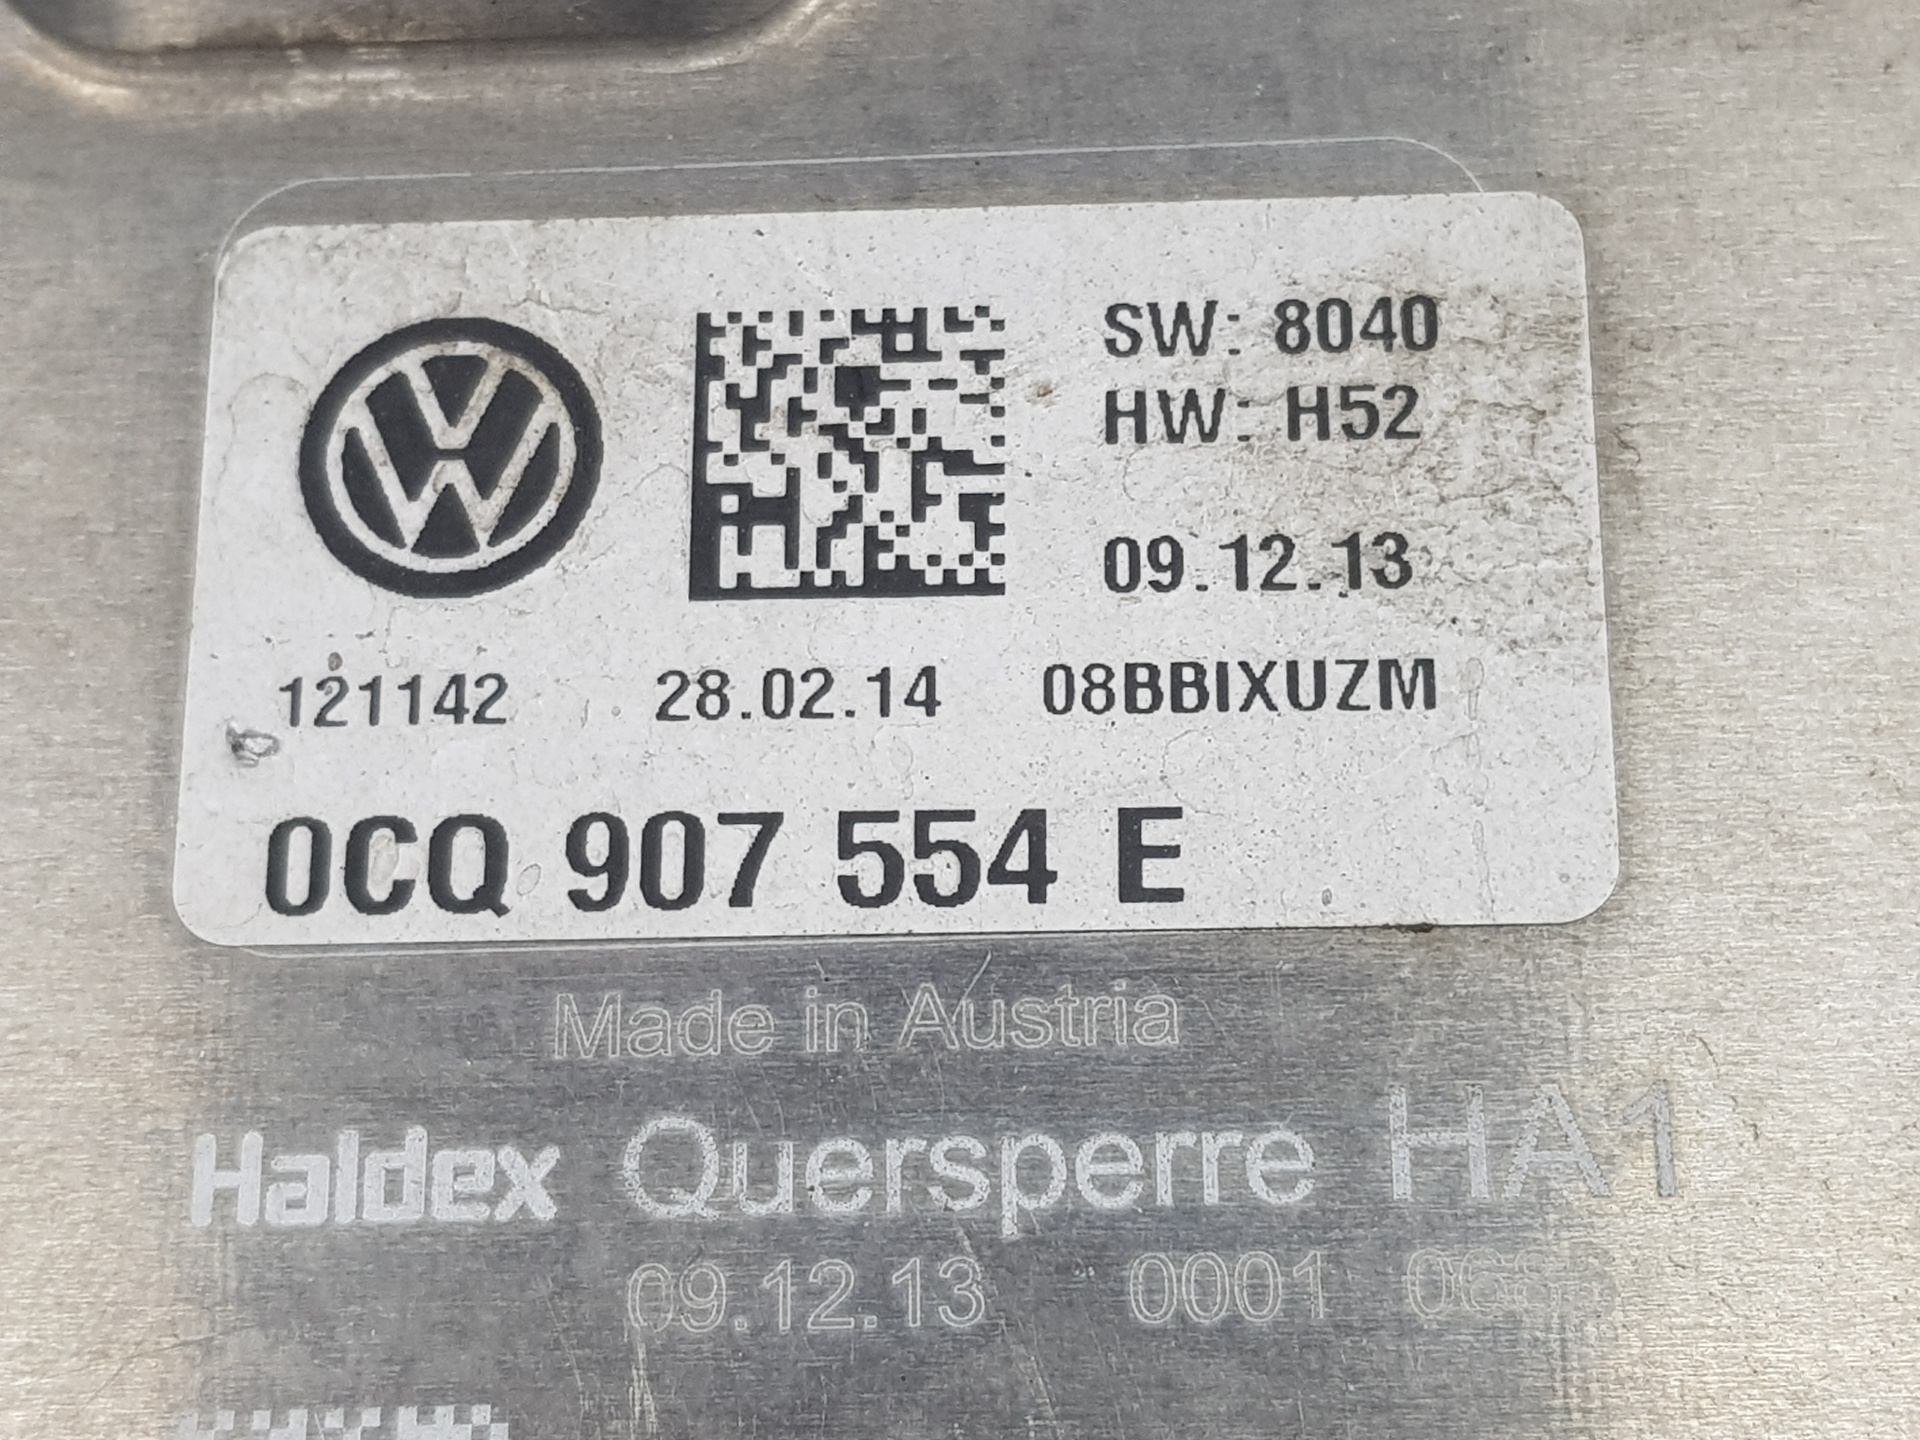 SW: 8040
HW: H52
09.12.13
121142 28.02.14 08BBIXUZM
0CQ 907 554 E
Made in Austria
Haldex Quersperre HA1
09.12.13 0001